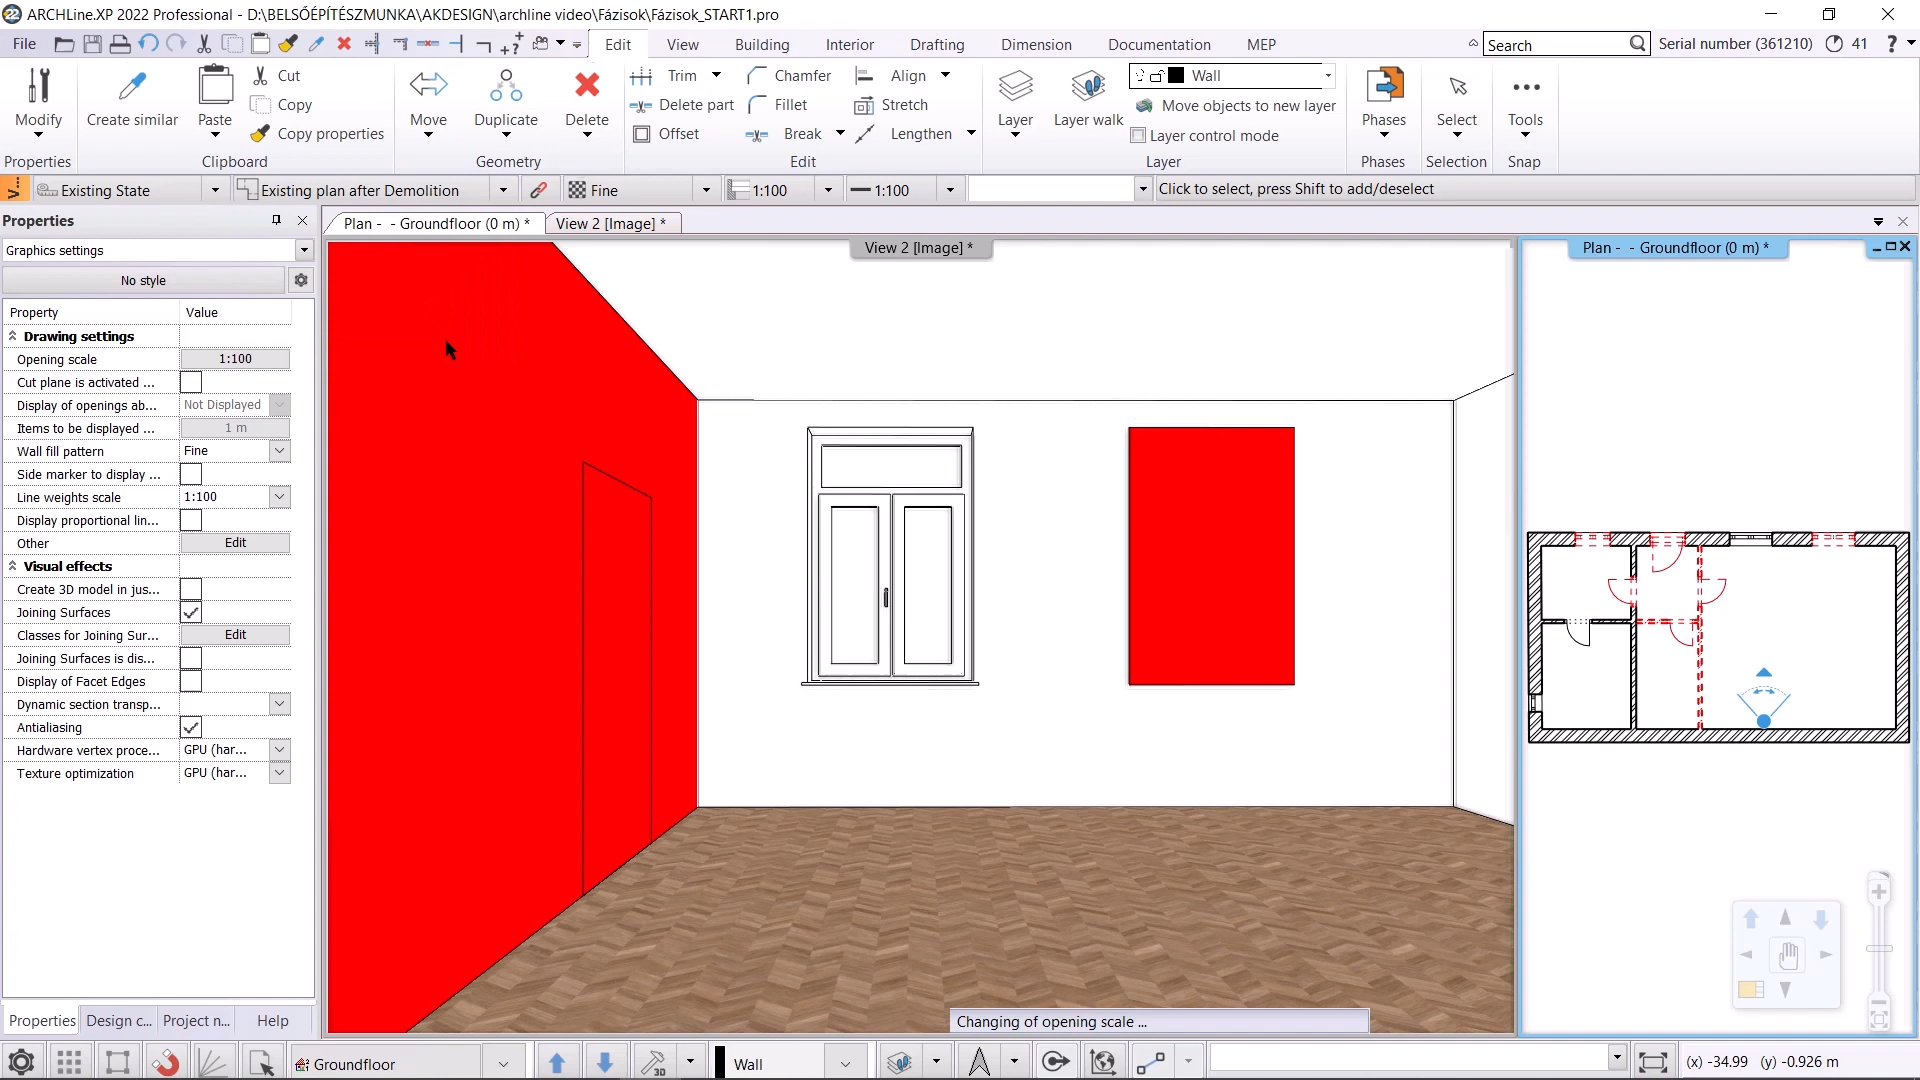 ARCHLine.XP 2022 Professional - D:\BELSŐÉPÍTÉSZMUNKA\AKDESIGN\archline video\Fázisok\Fázisok_START1.pro
File Edit View Building Interior Drafting Dimension Documentation MEP Search Serial number (361210) 41 ?
Modify Create similar Paste Cut Copy Copy properties Move Duplicate Delete
Trim Chamfer Align
Delete part Fillet Stretch
Offset Break Lengthen
Layer Layer walk Wall
Move objects to new layer
Layer control mode
Phases Select Tools
Properties Clipboard Geometry Edit Layer Phases Selection Snap
Existing State Existing plan after Demolition Fine 1:100 1:100 Click to select, press Shift to add/deselect
Properties
Plan - - Groundfloor (0 m) * View 2 [Image] *
View 2 [Image] *
Plan - - Groundfloor (0 m) *
Graphics settings
No style
Property Value
Drawing settings
Opening scale 1:100
Cut plane is activated ...
Display of openings ab... Not Displayed
Items to be displayed ... 1 m
Wall fill pattern Fine
Side marker to display ...
Line weights scale 1:100
Display proportional lin...
Other Edit
Visual effects
Create 3D model in jus...
Joining Surfaces
Classes for Joining Sur... Edit
Joining Surfaces is dis...
Display of Facet Edges
Dynamic section transp...
Antialiasing
Hardware vertex proce... GPU (har...
Texture optimization GPU (har...
Properties Design c... Project n... Help
Changing of opening scale ...
Groundfloor 3D Wall (x) -34.99 (y) -0.926 m